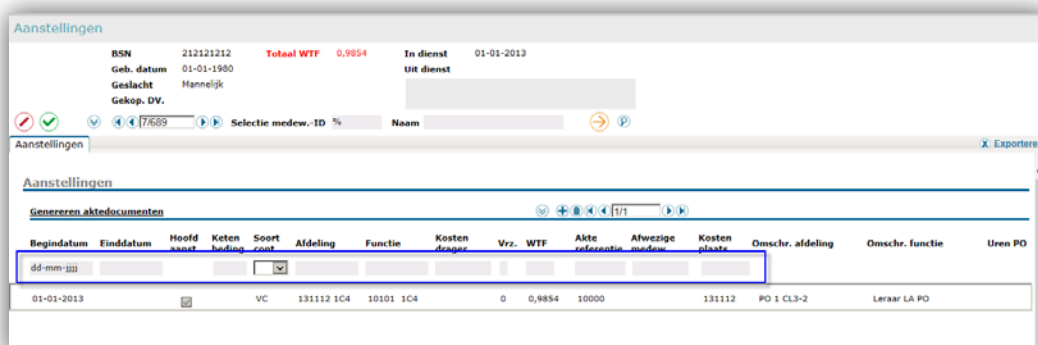 Aanstellingen
BSN 212121212 Totaal WTF 0,9854 In dienst 01-01-2013
Geb. datum 01-01-1980 Uit dienst
Geslacht Mannelijk
Gekop. DV.
7/689 Selectie medew.-ID % Naam
Aanstellingen X Exportere
Aanstellingen
Genereren aktedocumenten 1/1
Begindatum Einddatum Hoofd aanst Keten beding Soort cont Afdeling Functie Kosten drager Vrz. WTF Akte referentie Afwezige medew Kosten plaats Omschr. afdeling Omschr. functie Uren PO
dd-mm-jjjj
01-01-2013 VC 131112 1C4 10101 1C4 0 0,9854 10000 131112 PO 1 CL3-2 Leraar LA PO